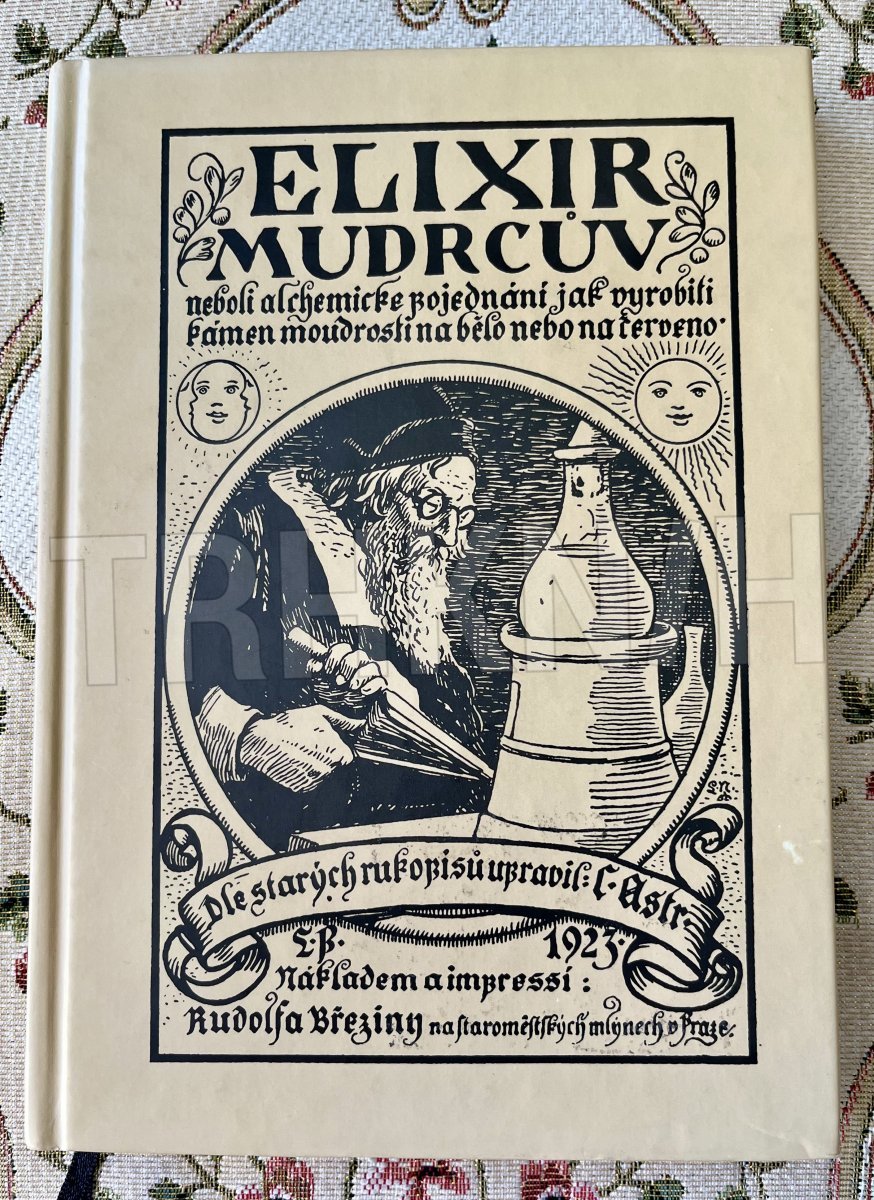 ELIXIR
MUDRCŮV
neboli alchemické pojednání jak vyrobiti
kámen moudrosti na bělo nebo na červeno.
Dle starých rukopisů upravil: C. Astr.
L.P. 1923.
Nákladem a impressí:
Rudolfa Březiny na staroměstských mlýnech v Praze.
TRHKNIH